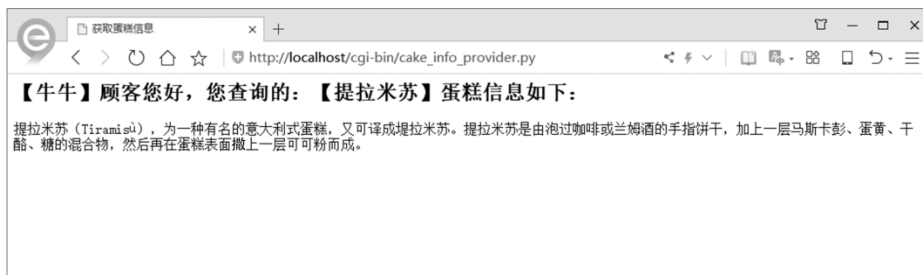 获取蛋糕信息
http://localhost/cgi-bin/cake_info_provider.py
【牛牛】顾客您好，您查询的：【提拉米苏】蛋糕信息如下：
提拉米苏（Tiramisù），为一种有名的意大利式蛋糕，又可译成堤拉米苏。提拉米苏是由泡过咖啡或兰姆酒的手指饼干，加上一层马斯卡彭、蛋黄、干
酪、糖的混合物，然后再在蛋糕表面撒上一层可可粉而成。